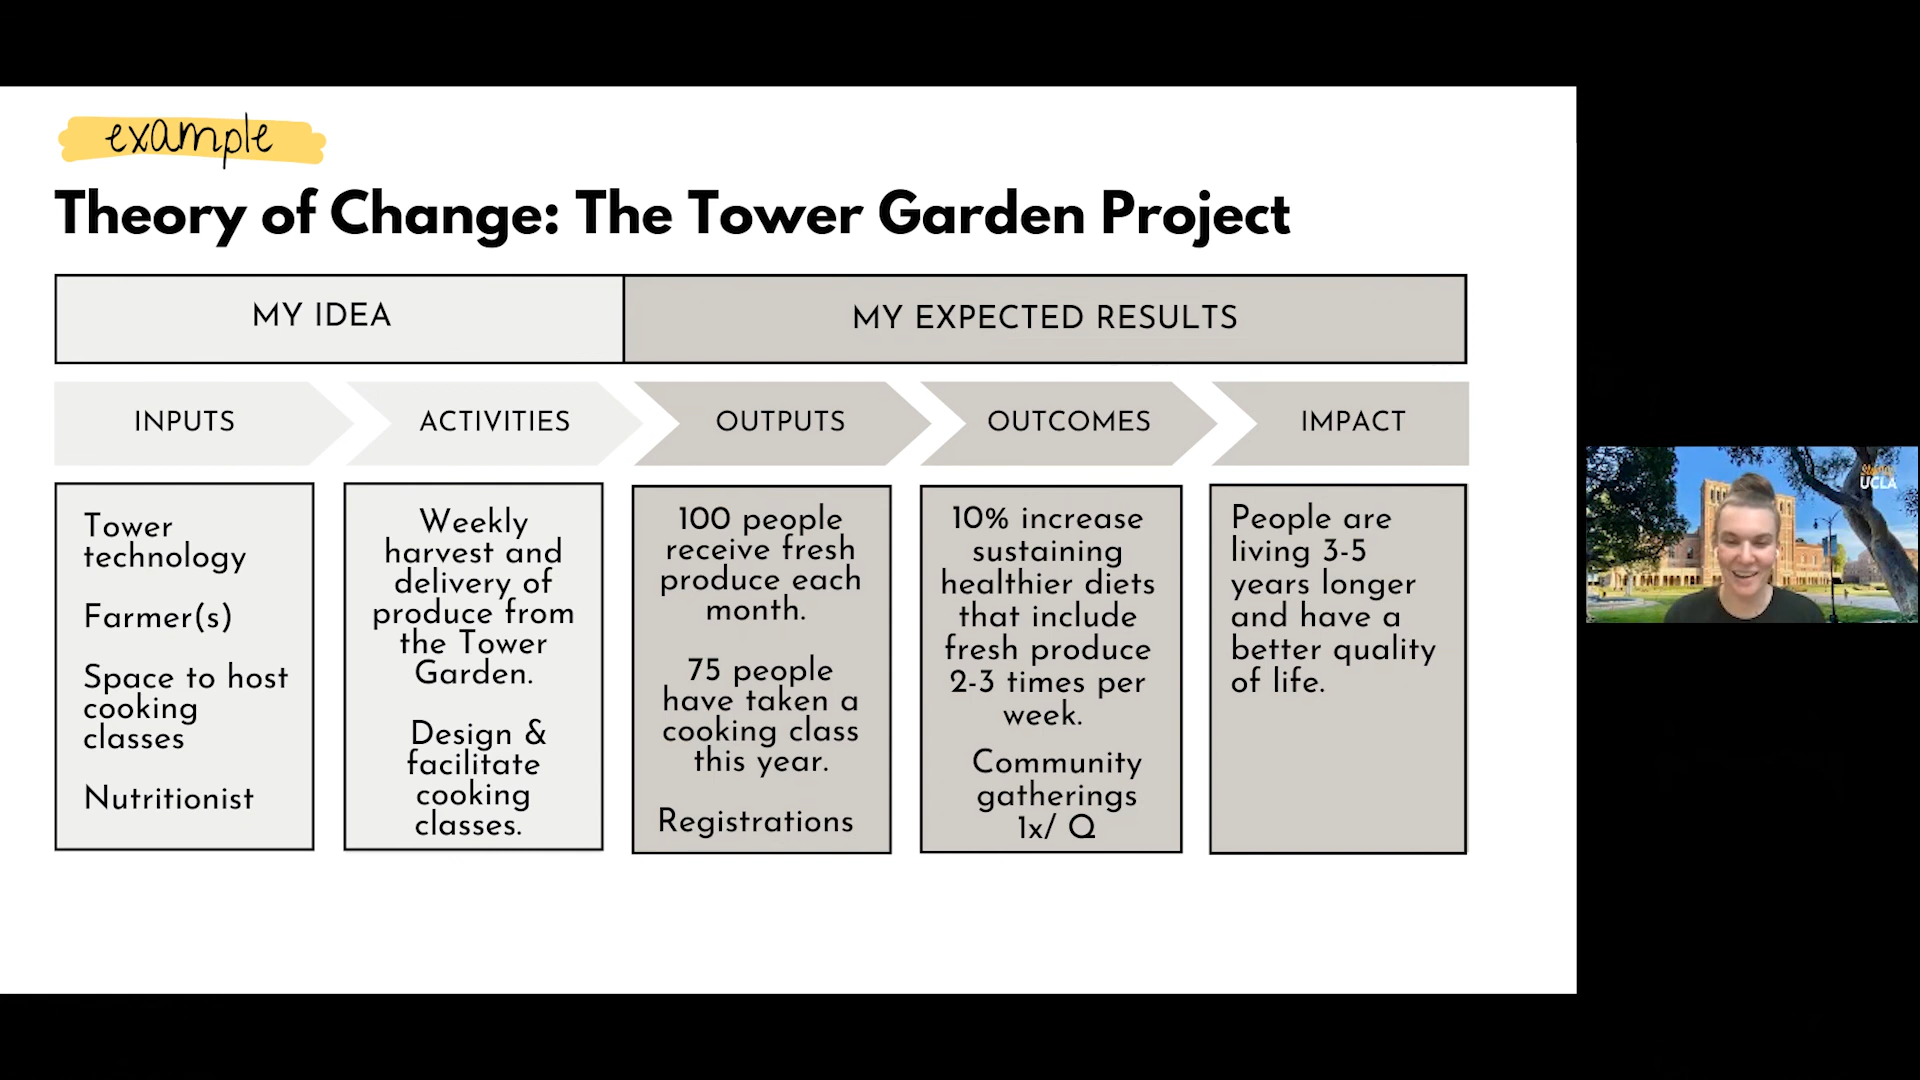 example
Theory of Change: The Tower Garden Project
MY IDEA
MY EXPECTED RESULTS
INPUTS
ACTIVITIES
OUTPUTS
OUTCOMES
IMPACT
Tower
technology
Farmer(s)
Space to host
cooking
classes
Nutritionist
Weekly
harvest and
delivery of
produce from
the Tower
Garden.
Design &
facilitate
cooking
classes.
100 people
receive fresh
produce each
month.
75 people
have taken a
cooking class
this year.
Registrations
10% increase
sustaining
healthier diets
that include
fresh produce
2-3 times per
week.
Community
gatherings
1x/ Q
People are
living 3-5
years longer
and have a
better quality
of life.
UCLA